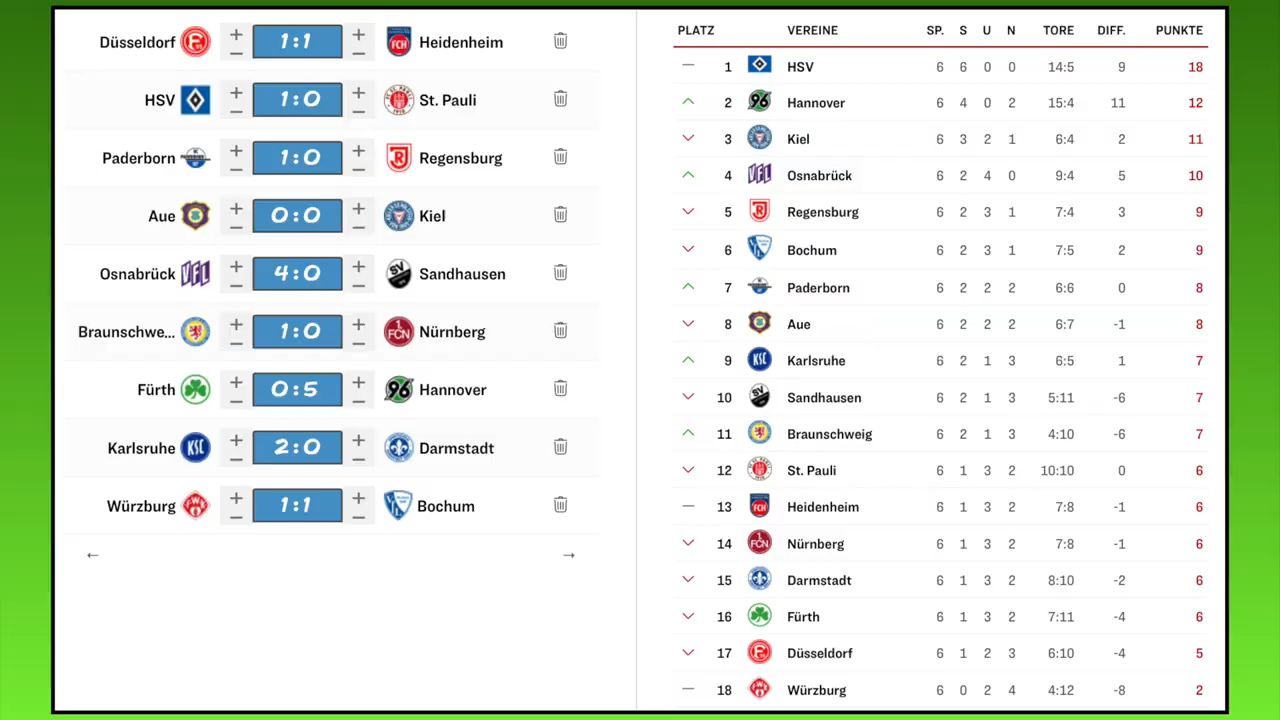 Düsseldorf + 1:1 + Heidenheim
HSV + 1:0 + St. Pauli
Paderborn + 1:0 + Regensburg
Aue + 0:0 + Kiel
Osnabrück + 4:0 + Sandhausen
Braunschwe... + 1:0 + Nürnberg
Fürth + 0:5 + Hannover
Karlsruhe + 2:0 + Darmstadt
Würzburg + 1:1 + Bochum
← →
PLATZ VEREINE SP. S U N TORE DIFF. PUNKTE
1 HSV 6 6 0 0 14:5 9 18
2 Hannover 6 4 0 2 15:4 11 12
3 Kiel 6 3 2 1 6:4 2 11
4 Osnabrück 6 2 4 0 9:4 5 10
5 Regensburg 6 2 3 1 7:4 3 9
6 Bochum 6 2 3 1 7:5 2 9
7 Paderborn 6 2 2 2 6:6 0 8
8 Aue 6 2 2 2 6:7 -1 8
9 Karlsruhe 6 2 1 3 6:5 1 7
10 Sandhausen 6 2 1 3 5:11 -6 7
11 Braunschweig 6 2 1 3 4:10 -6 7
12 St. Pauli 6 1 3 2 10:10 0 6
13 Heidenheim 6 1 3 2 7:8 -1 6
14 Nürnberg 6 1 3 2 7:8 -1 6
15 Darmstadt 6 1 3 2 8:10 -2 6
16 Fürth 6 1 3 2 7:11 -4 6
17 Düsseldorf 6 1 2 3 6:10 -4 5
18 Würzburg 6 0 2 4 4:12 -8 2